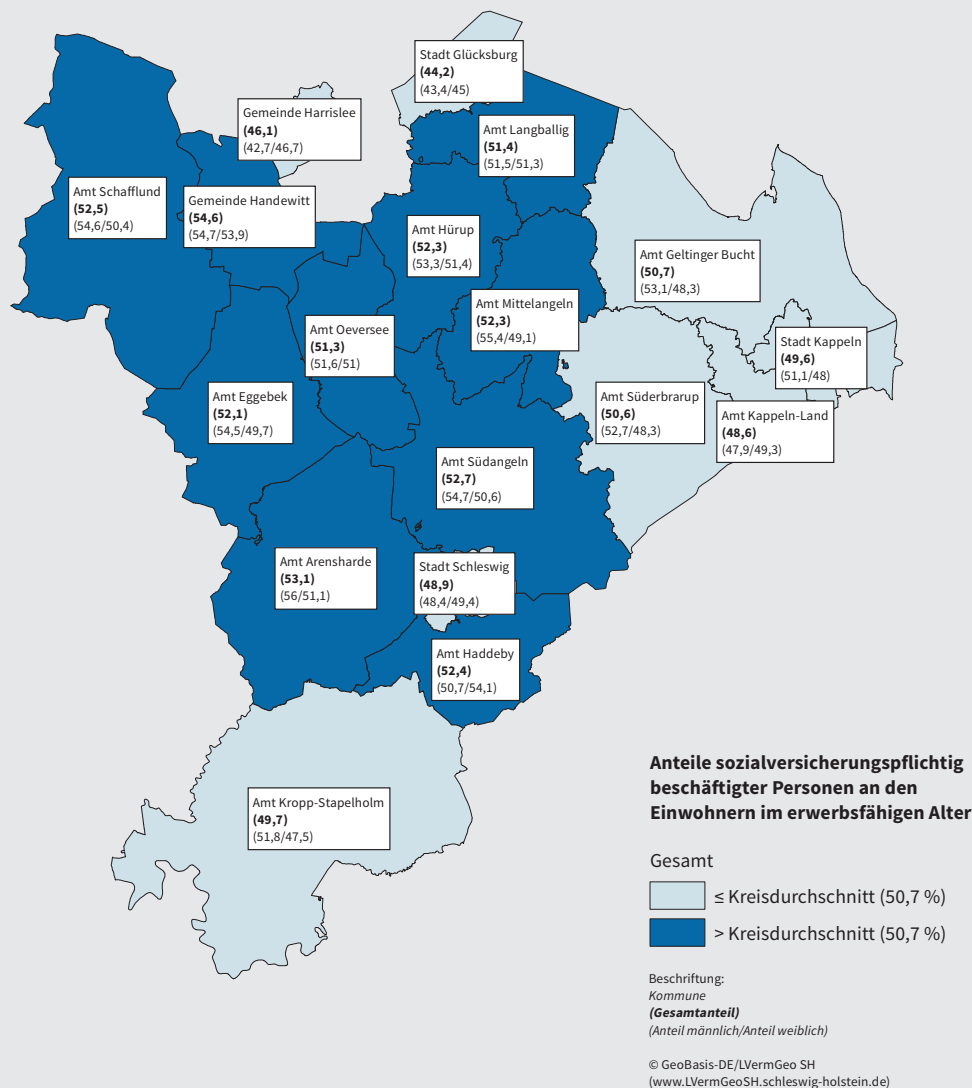 Stadt Glücksburg
(44,2)
(43,4/45)
Gemeinde Harrislee
(46,1)
(42,7/46,7)
Amt Langballig
(51,4)
(51,5/51,3)
Amt Schafflund
(52,5)
(54,6/50,4)
Gemeinde Handewitt
(54,6)
(54,7/53,9)
Amt Hürup
(52,3)
(53,3/51,4)
Amt Geltinger Bucht
(50,7)
(53,1/48,3)
Amt Mittelangeln
(52,3)
(55,4/49,1)
Amt Oeversee
(51,3)
(51,6/51)
Stadt Kappeln
(49,6)
(51,1/48)
Amt Eggebek
(52,1)
(54,5/49,7)
Amt Süderbrarup
(50,6)
(52,7/48,3)
Amt Kappeln-Land
(48,6)
(47,9/49,3)
Amt Südangeln
(52,7)
(54,7/50,6)
Amt Arensharde
(53,1)
(56/51,1)
Stadt Schleswig
(48,9)
(48,4/49,4)
Amt Haddeby
(52,4)
(50,7/54,1)
Amt Kropp-Stapelholm
(49,7)
(51,8/47,5)
Anteile sozialversicherungspflichtig
beschäftigter Personen an den
Einwohnern im erwerbsfähigen Alter
Gesamt
≤ Kreisdurchschnitt (50,7 %)
> Kreisdurchschnitt (50,7 %)
Beschriftung:
Kommune
(Gesamtanteil)
(Anteil männlich/Anteil weiblich)
© GeoBasis-DE/LVermGeo SH
(www.LVermGeoSH.schleswig-holstein.de)